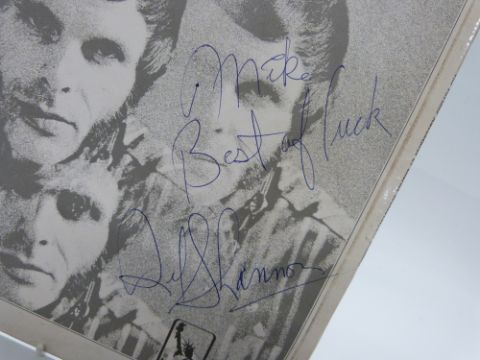 Mike
Best of luck
Del Shannon